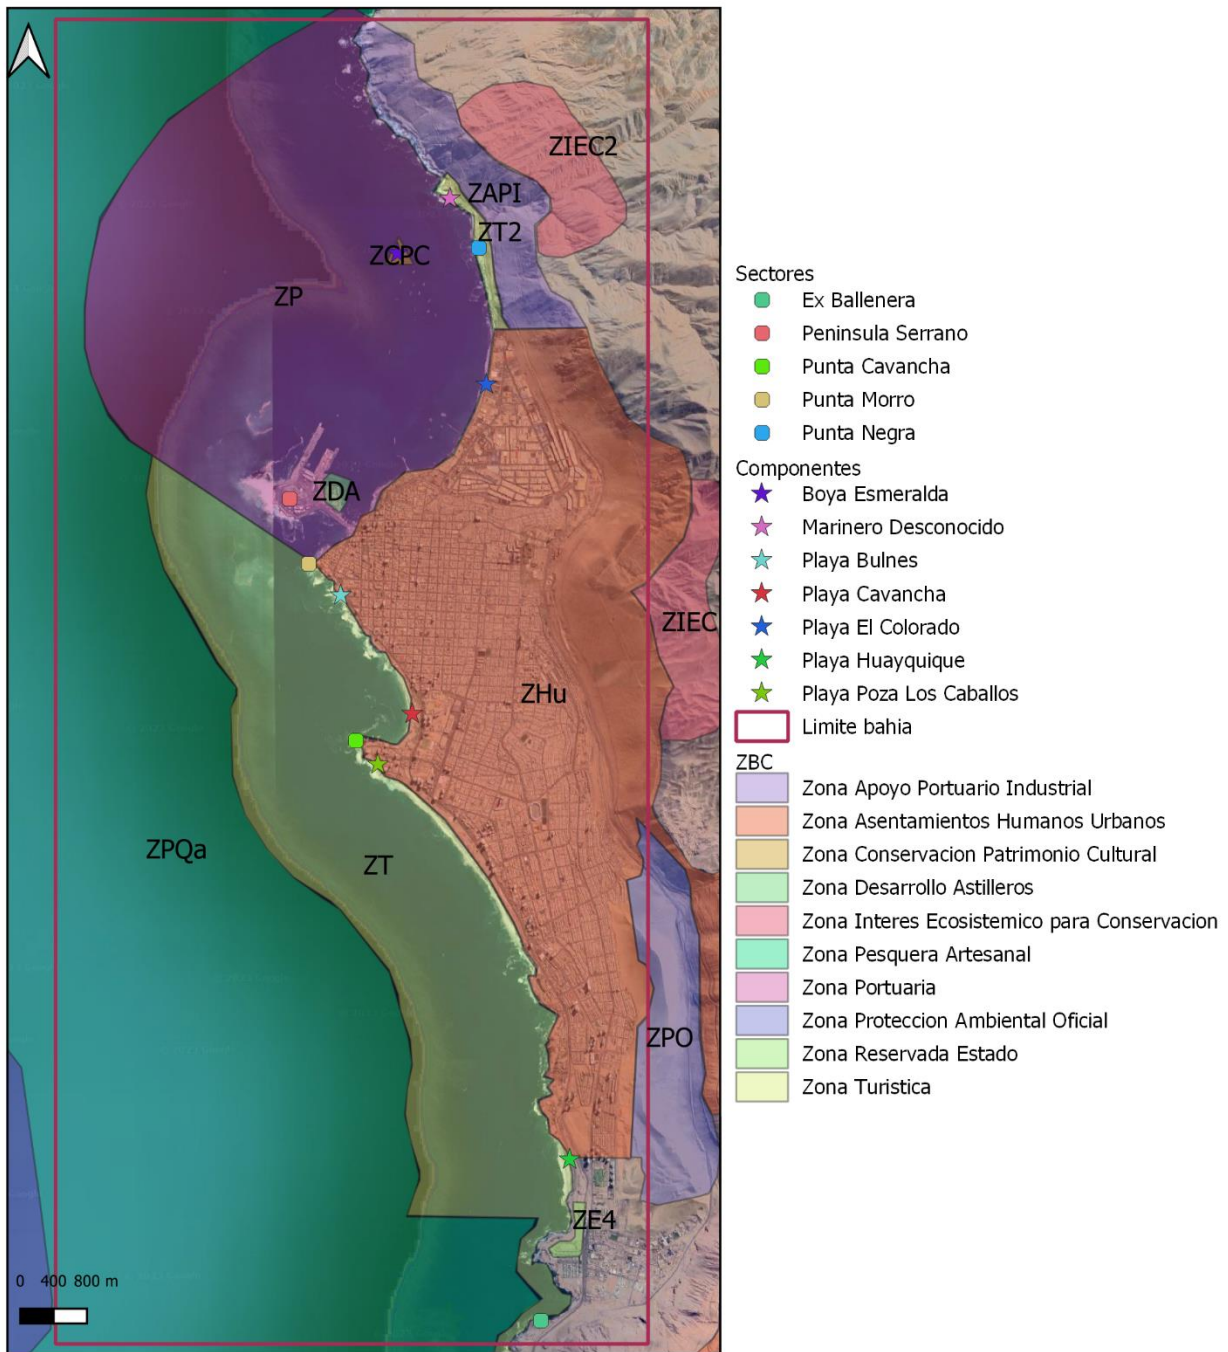 ZIEC2
ZAPI
ZT2
ZCPC
ZP
ZDA
ZIEC
ZHu
ZPQa
ZT
ZPO
ZE4
0 400 800 m
Sectores
Ex Ballenera
Peninsula Serrano
Punta Cavancha
Punta Morro
Punta Negra
Componentes
Boya Esmeralda
Marinero Desconocido
Playa Bulnes
Playa Cavancha
Playa El Colorado
Playa Huayquique
Playa Poza Los Caballos
Limite bahia
ZBC
Zona Apoyo Portuario Industrial
Zona Asentamientos Humanos Urbanos
Zona Conservacion Patrimonio Cultural
Zona Desarrollo Astilleros
Zona Interes Ecosistemico para Conservacion
Zona Pesquera Artesanal
Zona Portuaria
Zona Proteccion Ambiental Oficial
Zona Reservada Estado
Zona Turistica